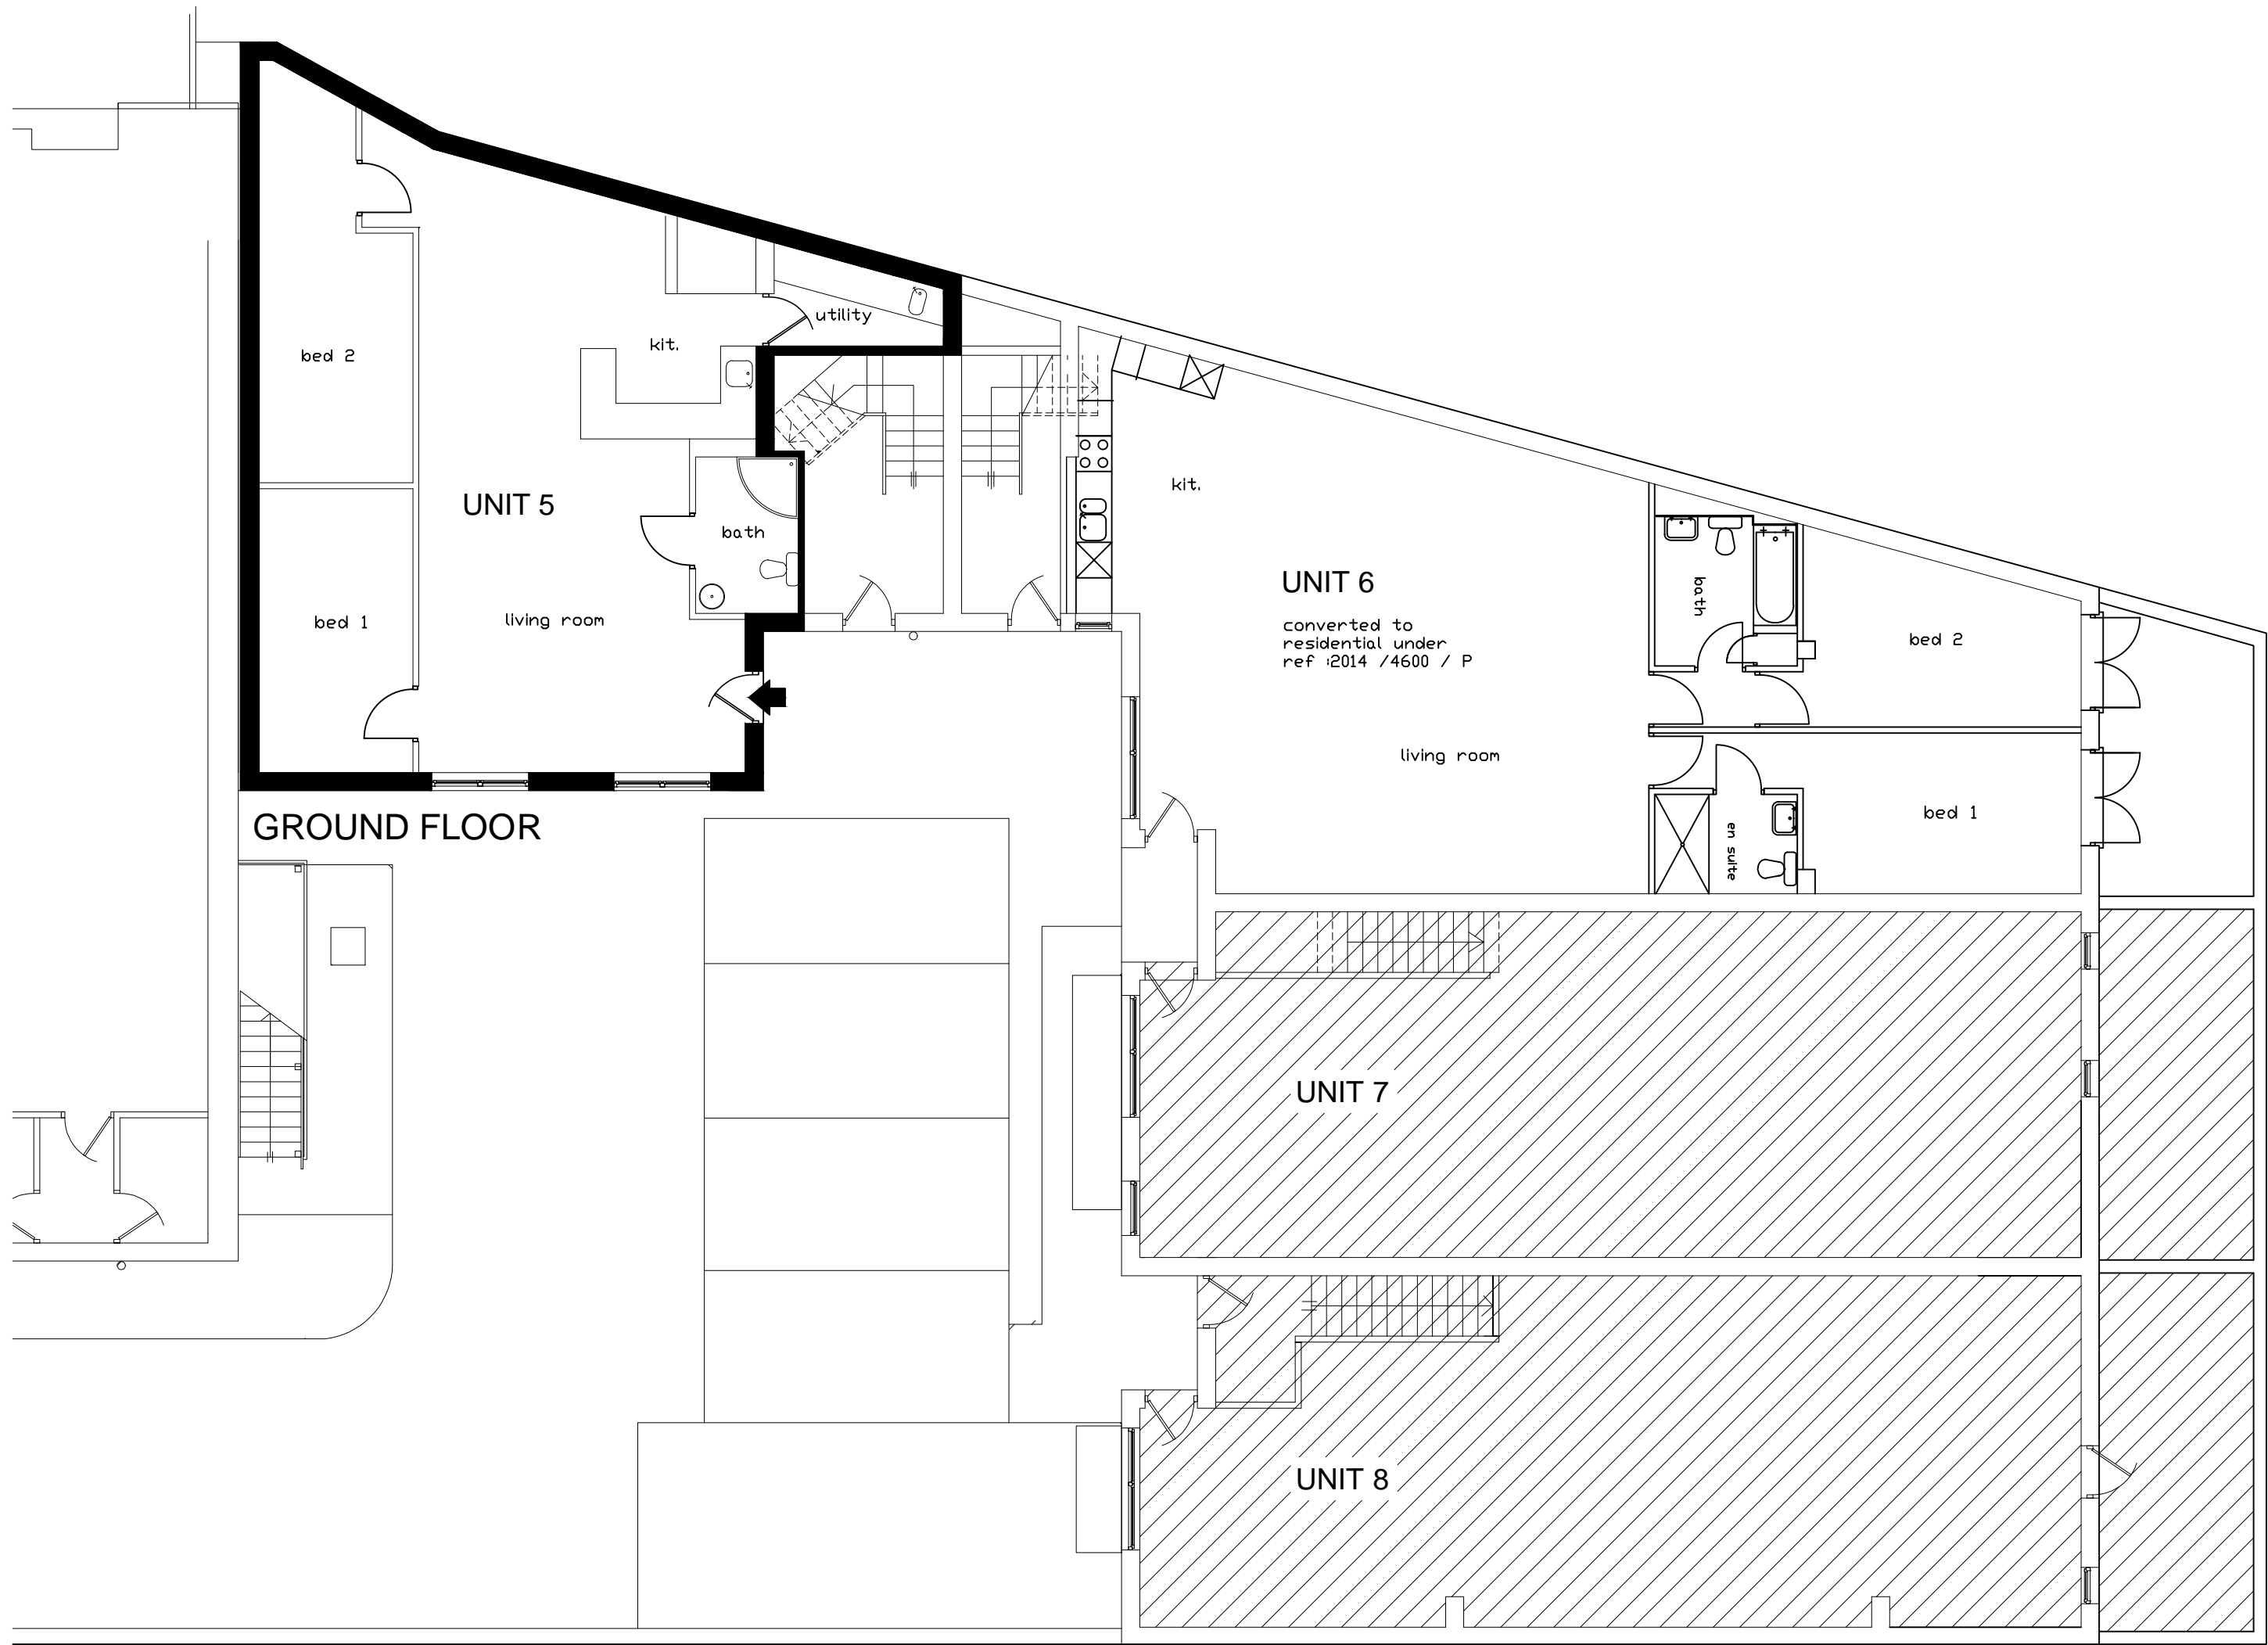 utility
bed 2
kit.
UNIT 5
bath
bed 1
living room
GROUND FLOOR
kit.
UNIT 6
converted to
residential under
ref :2014 /4600 / P
bath
bed 2
living room
bed 1
en suite
UNIT 7
UNIT 8